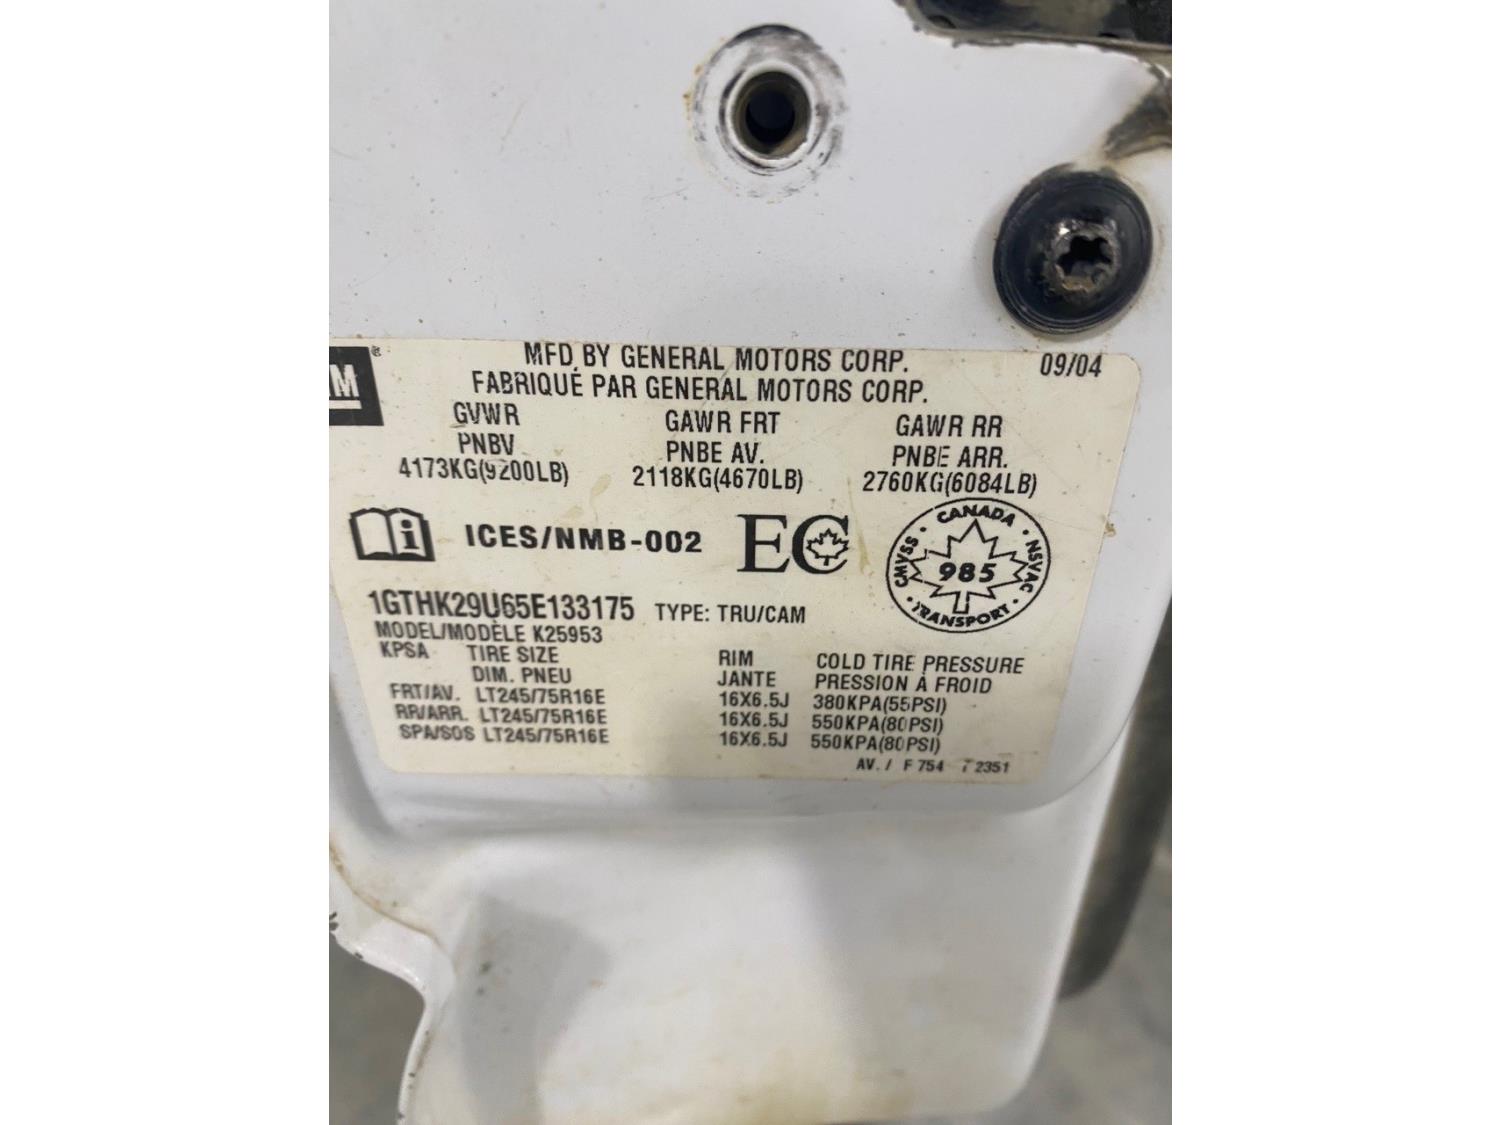 MFD BY GENERAL MOTORS CORP. 09/04
FABRIQUÉ PAR GENERAL MOTORS CORP.
GVWR GAWR FRT GAWR RR
PNBV PNBE AV. PNBE ARR.
4173KG(9200LB) 2118KG(4670LB) 2760KG(6084LB)
ICES/NMB-002 EC
CANADA
CMVSS 985 NSVAC
TRANSPORT
1GTHK29U65E133175 TYPE: TRU/CAM
MODEL/MODÈLE K25953
KPSA TIRE SIZE RIM COLD TIRE PRESSURE
DIM. PNEU JANTE PRESSION À FROID
FRT/AV. LT245/75R16E 16X6.5J 380KPA(55PSI)
RR/ARR. LT245/75R16E 16X6.5J 550KPA(80PSI)
SPA/SOS LT245/75R16E 16X6.5J 550KPA(80PSI)
AV. / F 754 2351